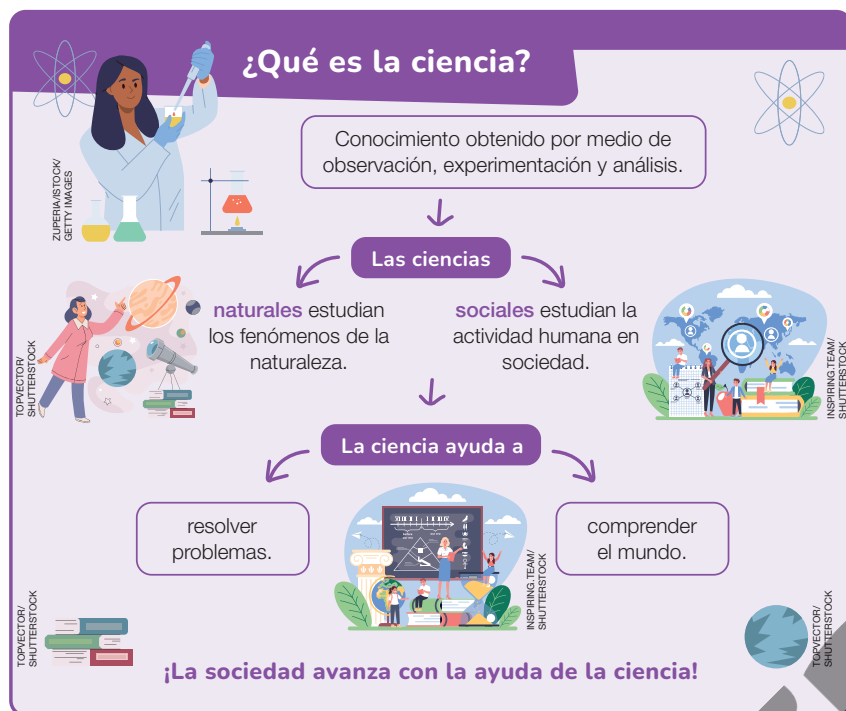 ¿Qué es la ciencia?
Conocimiento obtenido por medio de
observación, experimentación y análisis.
ZUPERIA/ISTOCK/
GETTY IMAGES
Las ciencias
naturales estudian
los fenómenos de la
naturaleza.
sociales estudian la
actividad humana en
sociedad.
TOPVECTOR/
SHUTTERSTOCK
INSPIRING.TEAM/
SHUTTERSTOCK
La ciencia ayuda a
resolver
problemas.
comprender
el mundo.
INSPIRING.TEAM/
SHUTTERSTOCK
TOPVECTOR/
SHUTTERSTOCK
TOPVECTOR/
SHUTTERSTOCK
¡La sociedad avanza con la ayuda de la ciencia!